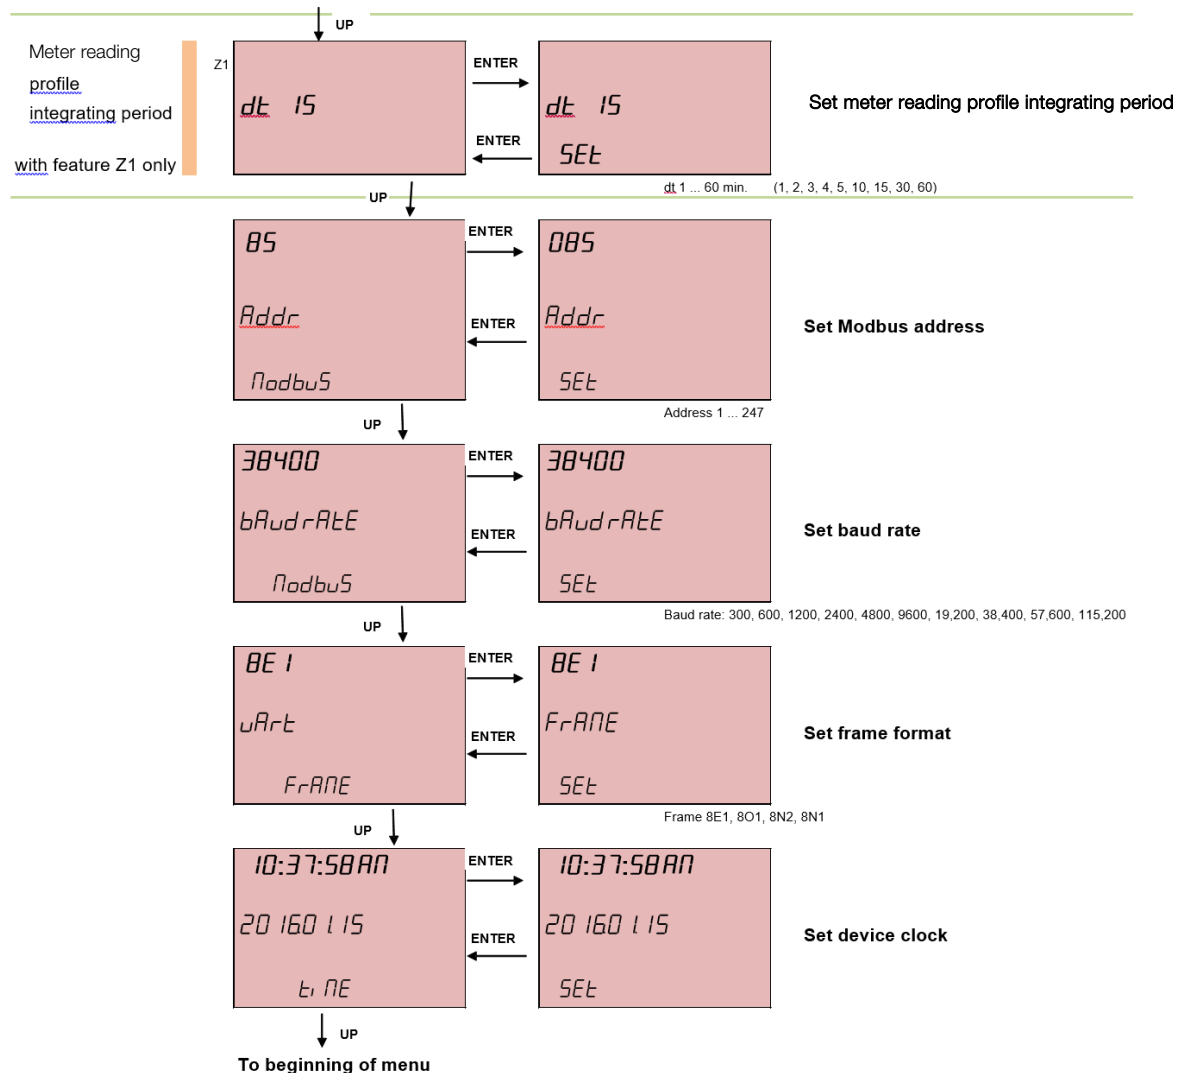 UP
Meter reading
profile
integrating period
with feature Z1 only
Z1
dt 15
ENTER
ENTER
dt 15
SEt
Set meter reading profile integrating period
dt 1 ... 60 min. (1, 2, 3, 4, 5, 10, 15, 30, 60)
UP
85
Addr
ModbuS
ENTER
ENTER
085
Addr
SEt
Set Modbus address
Address 1 ... 247
UP
38400
bAudrAtE
ModbuS
ENTER
ENTER
38400
bAudrAtE
SEt
Set baud rate
Baud rate: 300, 600, 1200, 2400, 4800, 9600, 19,200, 38,400, 57,600, 115,200
UP
8E1
uArt
FrAME
ENTER
ENTER
8E1
FrAME
SEt
Set frame format
Frame 8E1, 8O1, 8N2, 8N1
UP
10:37:58AM
2016.01.15
tiME
ENTER
ENTER
10:37:58AM
2016.01.15
SEt
Set device clock
UP
To beginning of menu